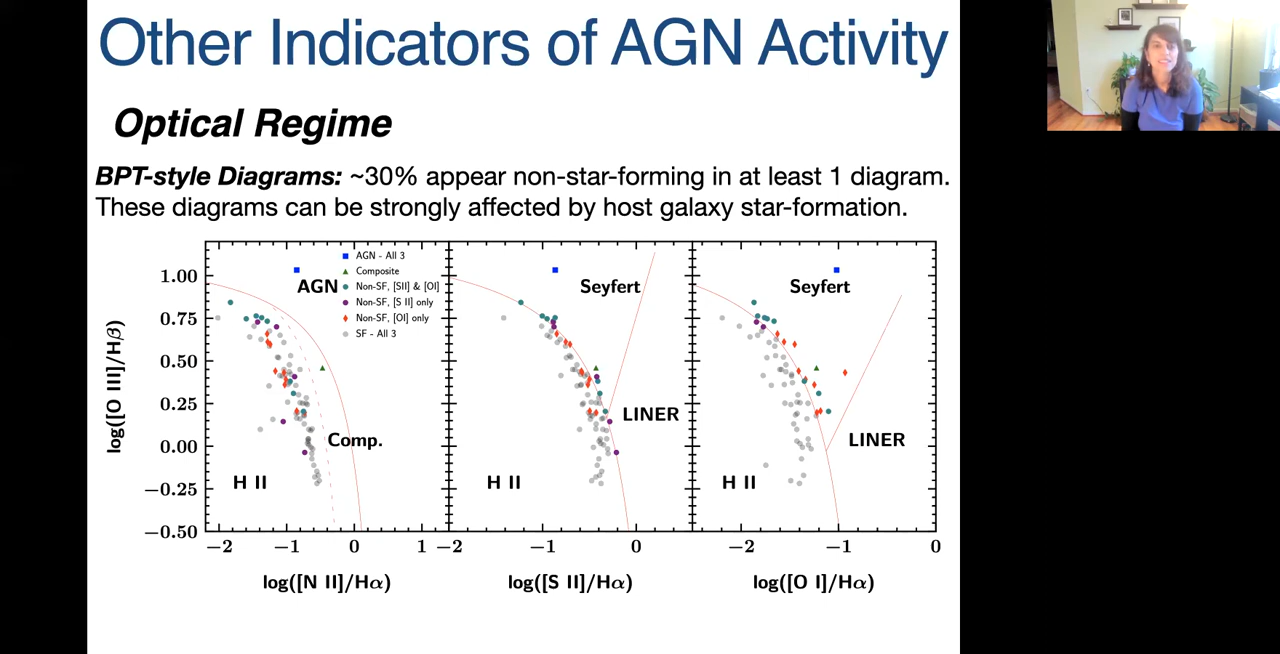 Other Indicators of AGN Activity
Optical Regime
BPT-style Diagrams: ~30% appear non-star-forming in at least 1 diagram.
These diagrams can be strongly affected by host galaxy star-formation.
log([O III]/Hβ)
1.00
0.75
0.50
0.25
0.00
−0.25
−0.50
AGN - All 3
Composite
Non-SF, [SII] & [OI]
Non-SF, [S II] only
Non-SF, [OI] only
SF - All 3
AGN
Comp.
H II
−2 −1 0 1
log([N II]/Hα)
Seyfert
LINER
H II
−2 −1 0
log([S II]/Hα)
Seyfert
LINER
H II
−2 −1 0
log([O I]/Hα)